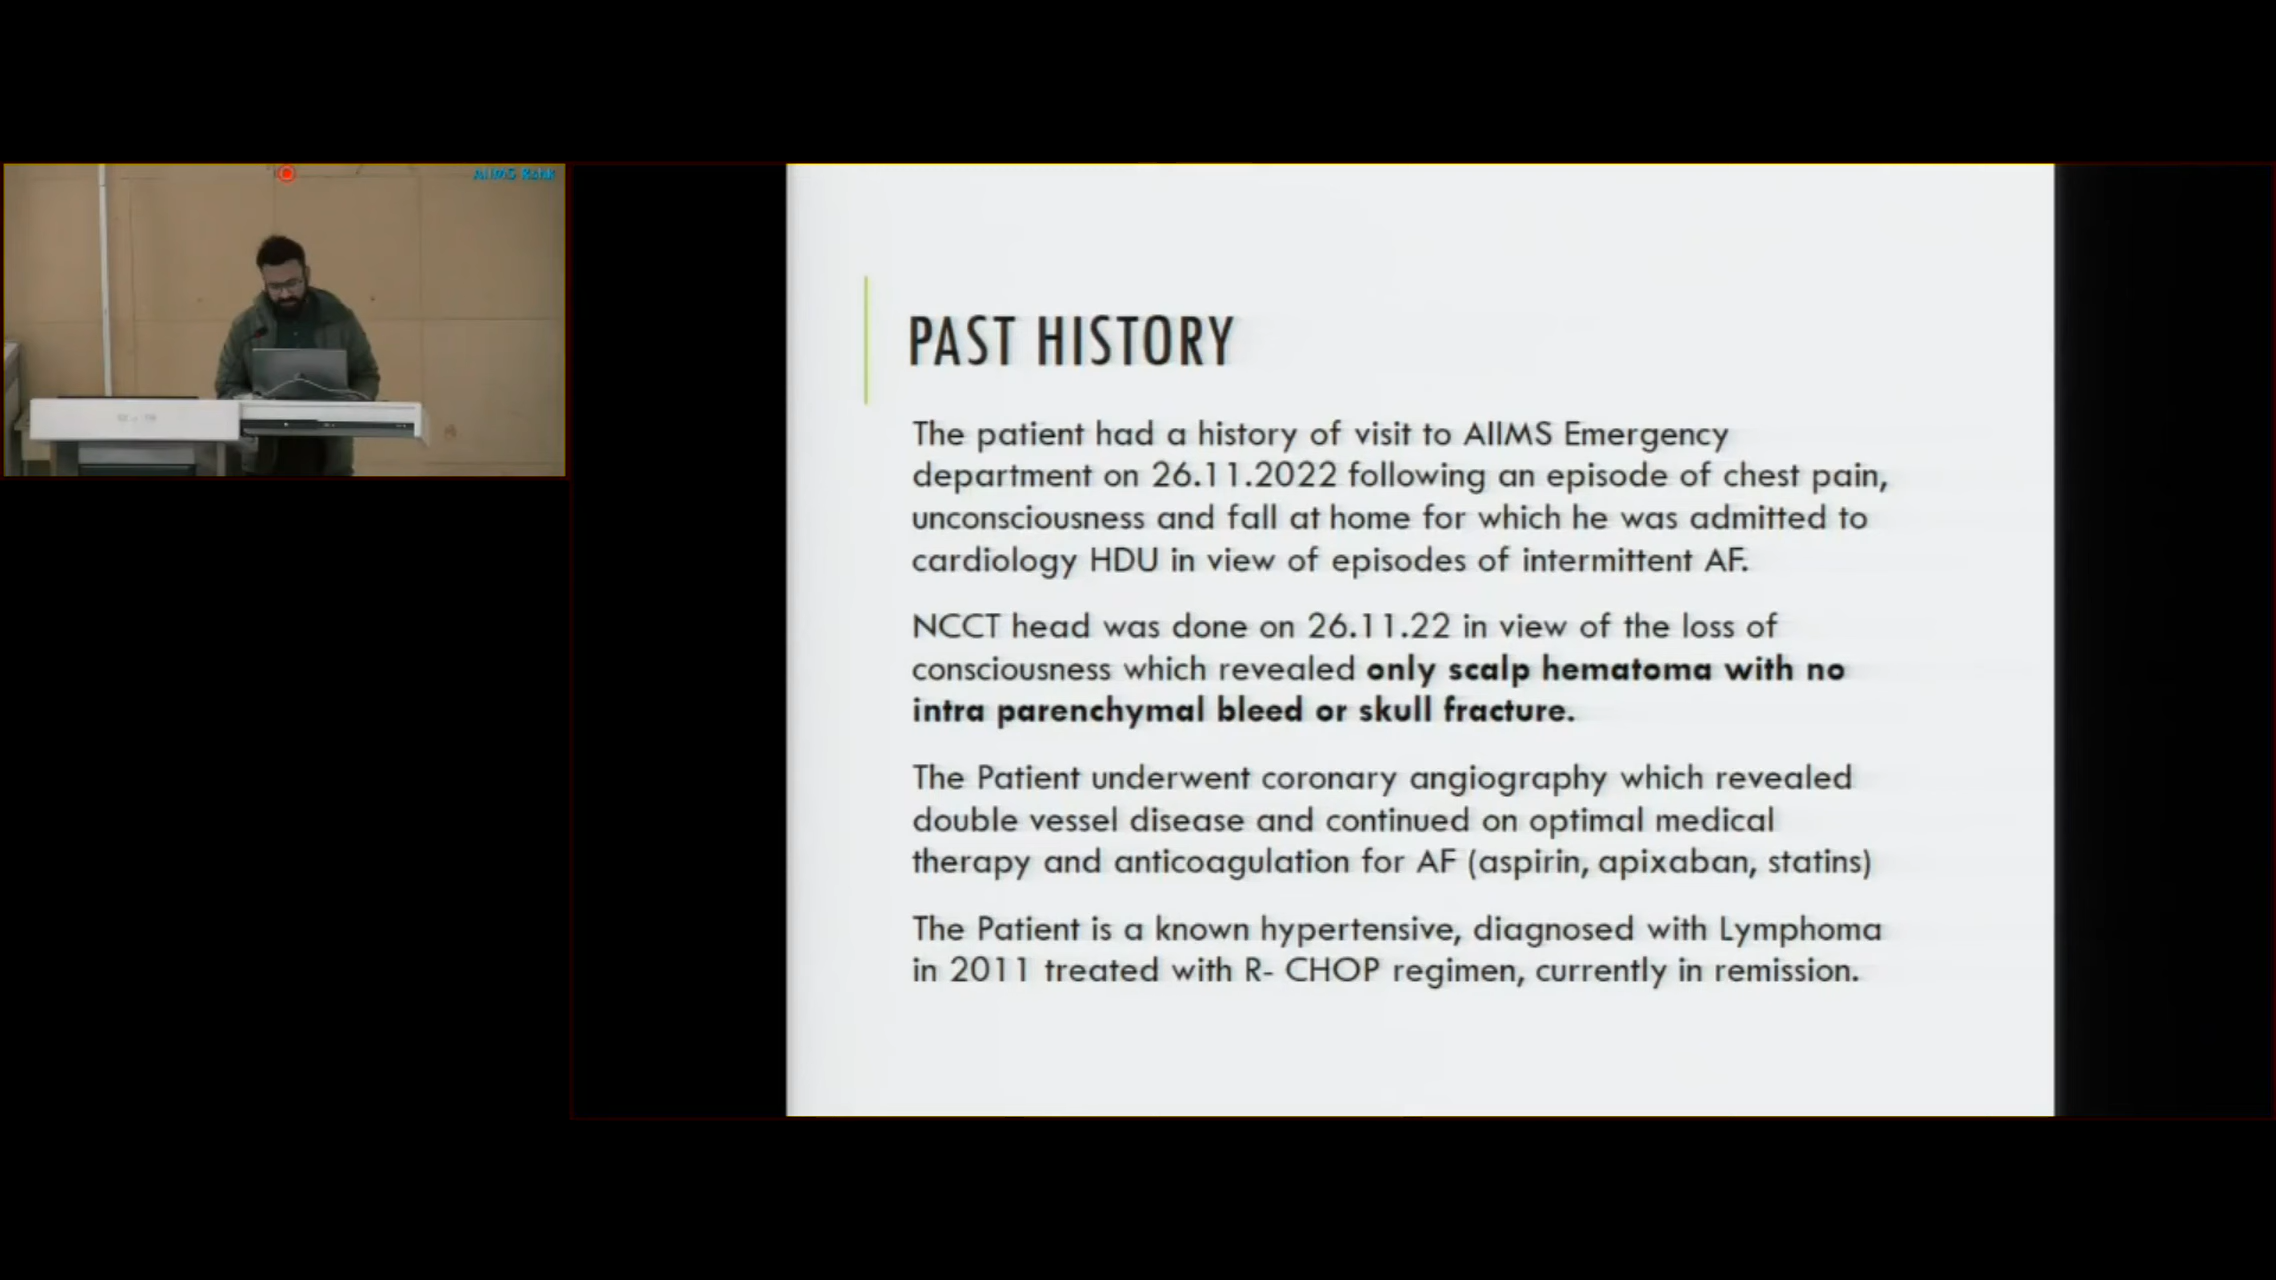 AIIMS
PAST HISTORY
The patient had a history of visit to AIIMS Emergency
department on 26.11.2022 following an episode of chest pain,
unconsciousness and fall at home for which he was admitted to
cardiology HDU in view of episodes of intermittent AF.
NCCT head was done on 26.11.22 in view of the loss of
consciousness which revealed only scalp hematoma with no
intra parenchymal bleed or skull fracture.
The Patient underwent coronary angiography which revealed
double vessel disease and continued on optimal medical
therapy and anticoagulation for AF (aspirin, apixaban, statins)
The Patient is a known hypertensive, diagnosed with Lymphoma
in 2011 treated with R- CHOP regimen, currently in remission.